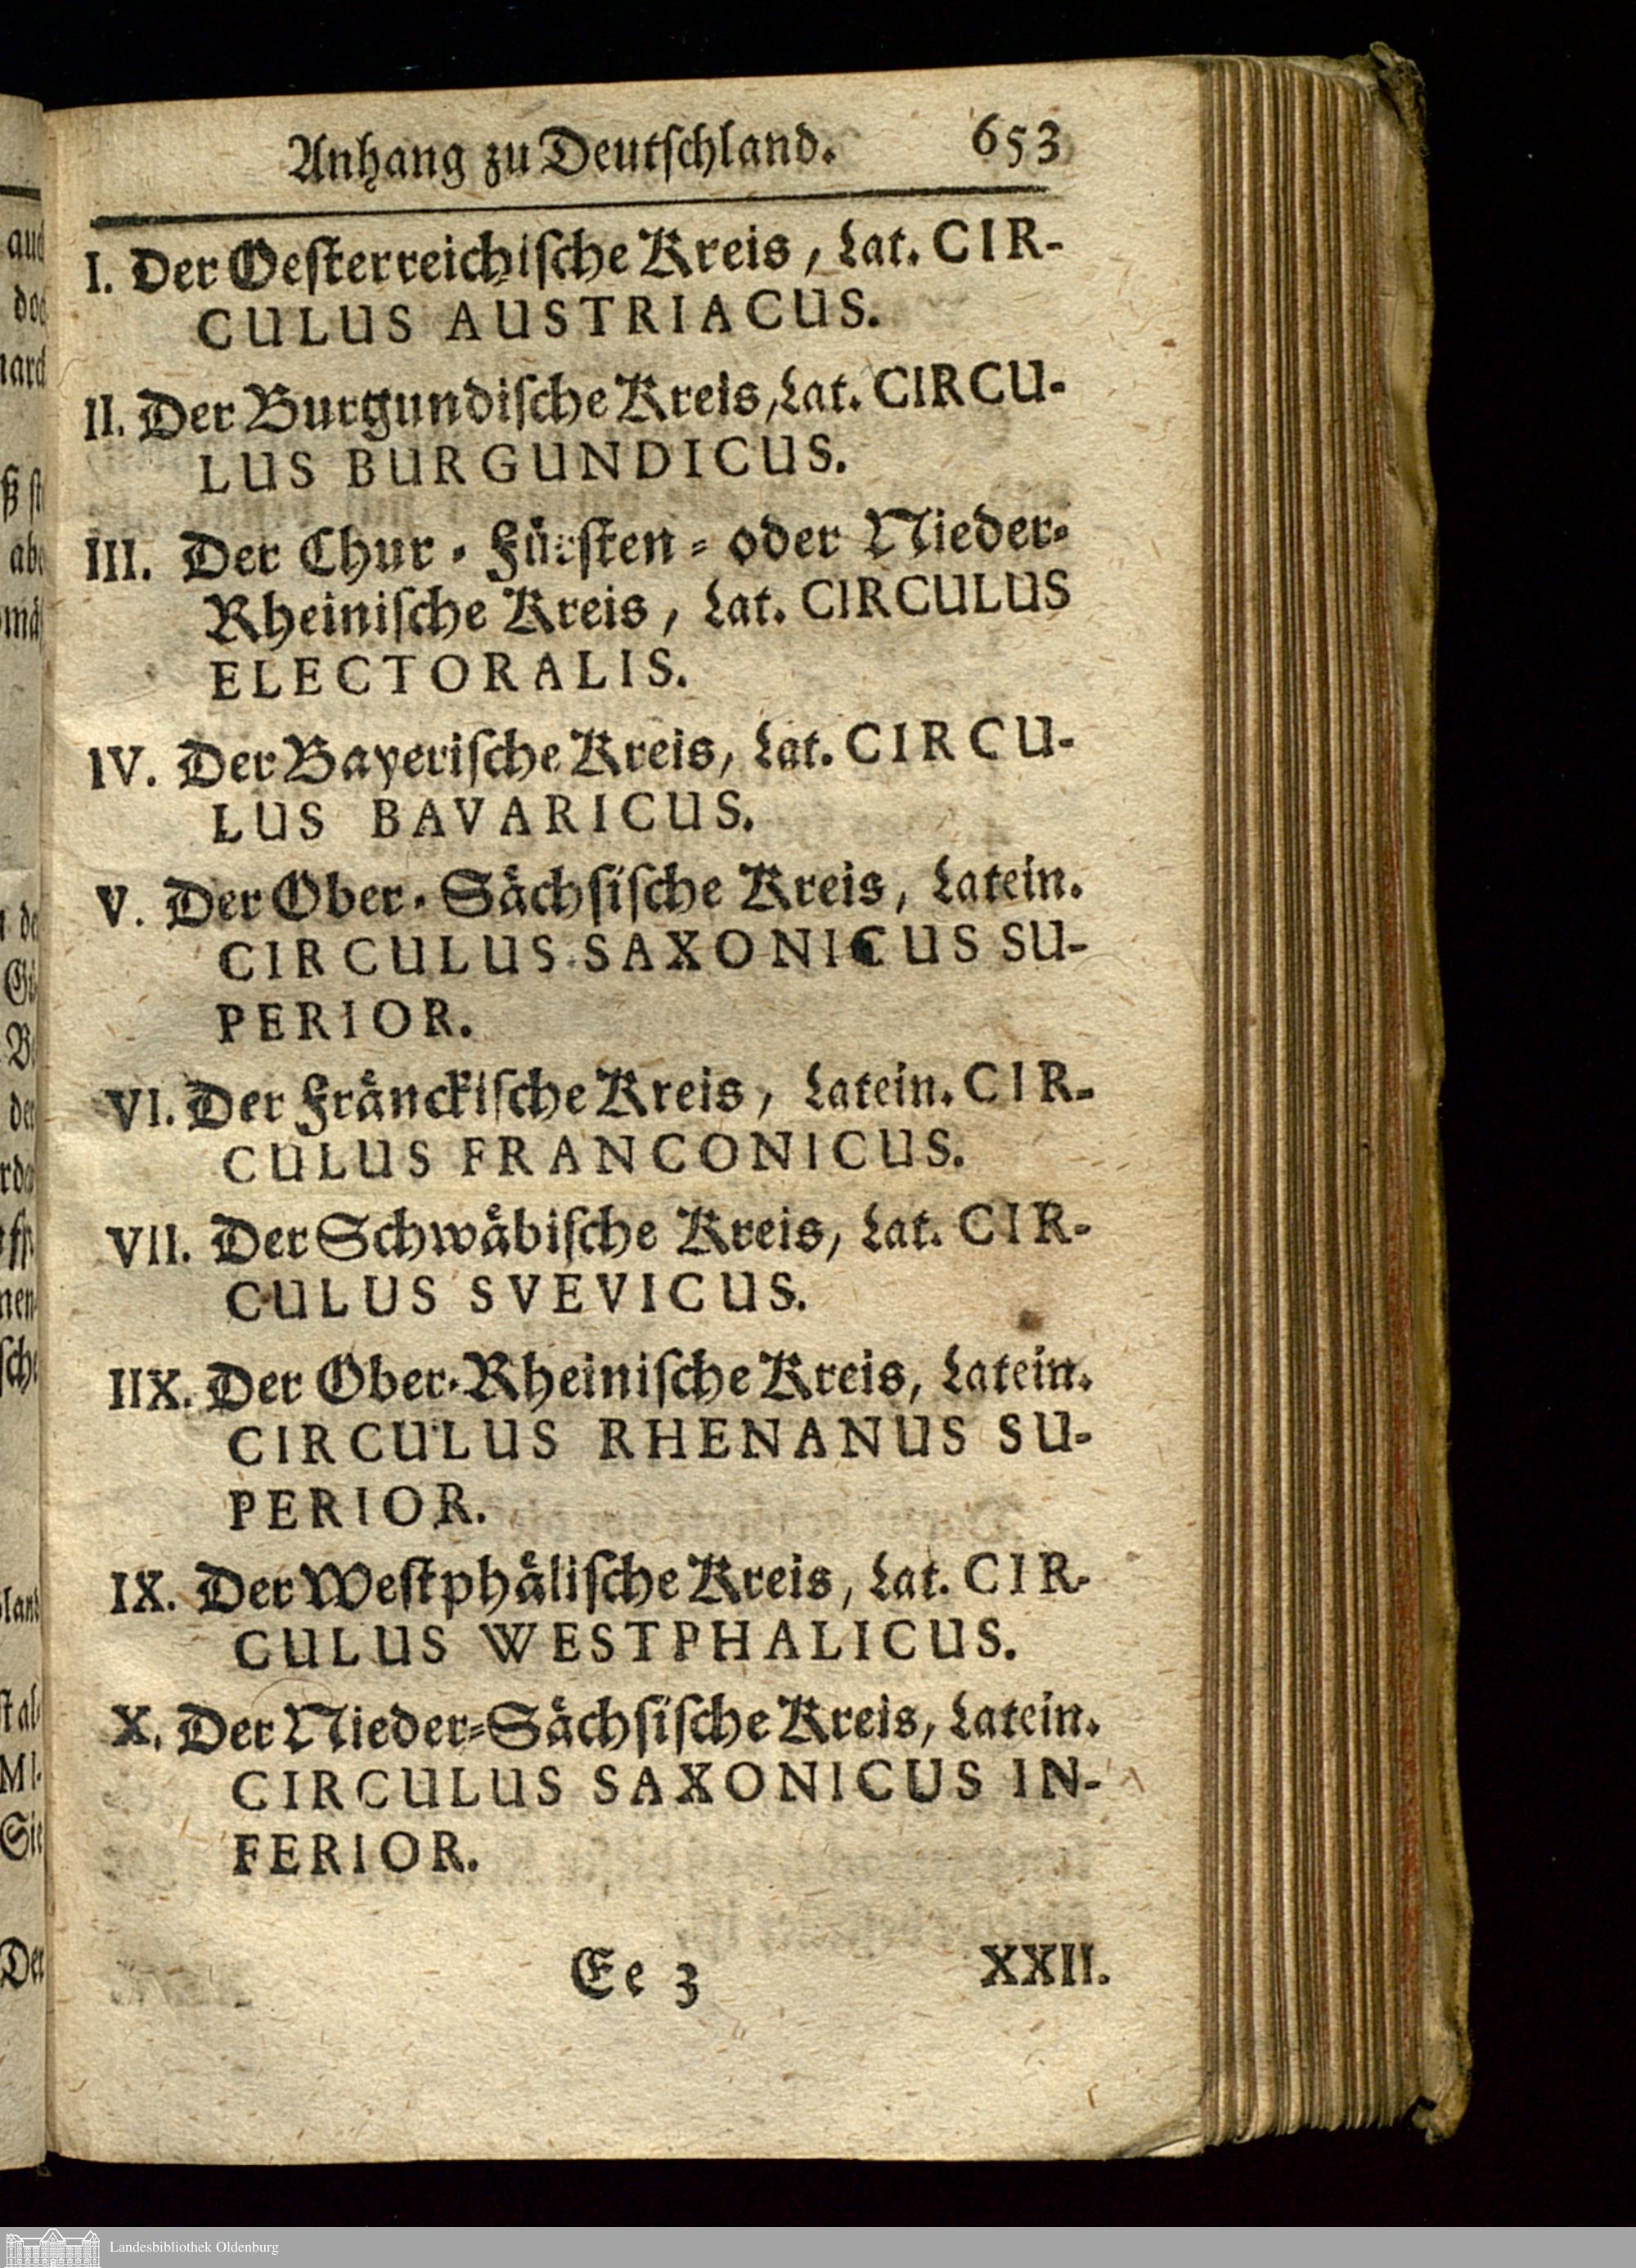 Anhang zu Deutschland. 653
I. Der Oesterreichische Kreis, Lat. CIR-
CULUS AUSTRIACUS.
II. Der Burgundische Kreis, Lat. CIRCU-
LUS BURGUNDICUS.
III. Der Chur-Fürsten- oder Nieder-
Rheinische Kreis, Lat. CIRCULUS
ELECTORALIS.
IV. Der Bayerische Kreis, Lat. CIRCU-
LUS BAVARICUS.
V. Der Ober-Sächsische Kreis, Latein.
CIRCULUS SAXONICUS SU-
PERIOR.
VI. Der Fränckische Kreis, Latein. CIR-
CULUS FRANCONICUS.
VII. Der Schwäbische Kreis, Lat. CIR-
CULUS SVEVICUS.
IIX. Der Ober-Rheinische Kreis, Latein.
CIRCULUS RHENANUS SU-
PERIOR.
IX. Der Westphälische Kreis, Lat. CIR-
CULUS WESTPHALICUS.
X. Der Nieder-Sächsische Kreis, Latein.
CIRCULUS SAXONICUS IN-
FERIOR.
Ee 3 XXII.
Landesbibliothek Oldenburg